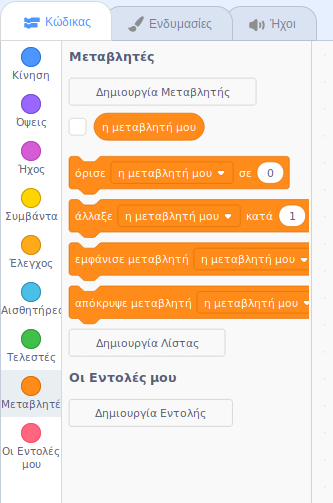 Κώδικας
Ενδυμασίες
Ήχοι
Κίνηση
Όψεις
Ήχος
Συμβάντα
Έλεγχος
Αισθητήρες
Τελεστές
Μεταβλητέ
Οι Εντολές
μου
Μεταβλητές
Δημιουργία Μεταβλητής
η μεταβλητή μου
όρισε η μεταβλητή μου σε 0
άλλαξε η μεταβλητή μου κατά 1
εμφάνισε μεταβλητή η μεταβλητή μου
απόκρυψε μεταβλητή η μεταβλητή μου
Δημιουργία Λίστας
Οι Εντολές μου
Δημιουργία Εντολής